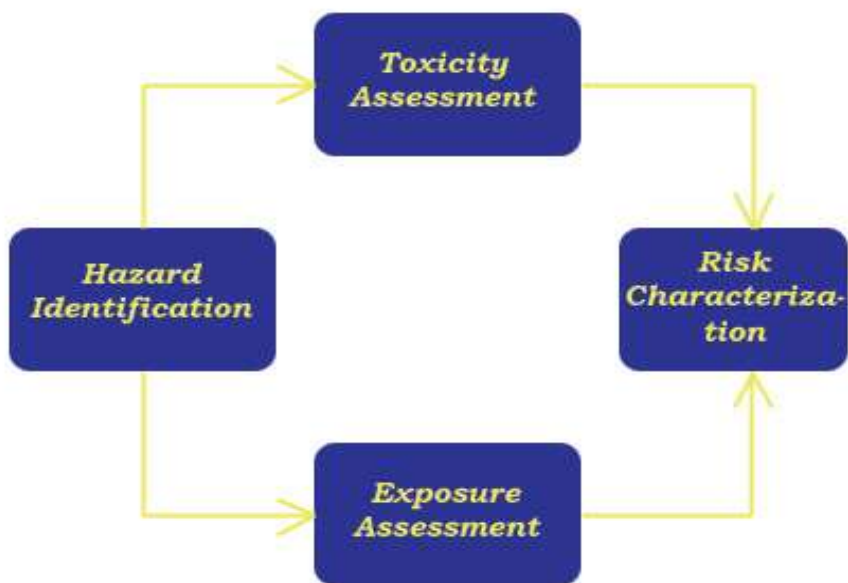 Toxicity
Assessment
Hazard
Identification
Risk
Characteriza-
tion
Exposure
Assessment